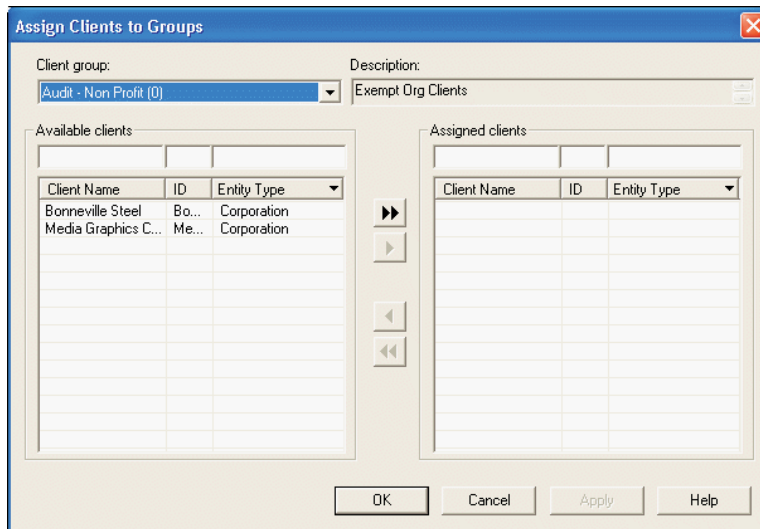 Assign Clients to Groups
Client group:
Description:
Audit - Non Profit (0)
Exempt Org Clients
Available clients
Assigned clients
Client Name ID Entity Type
Client Name ID Entity Type
Bonneville Steel Bo... Corporation
Media Graphics C... Me... Corporation
OK Cancel Apply Help